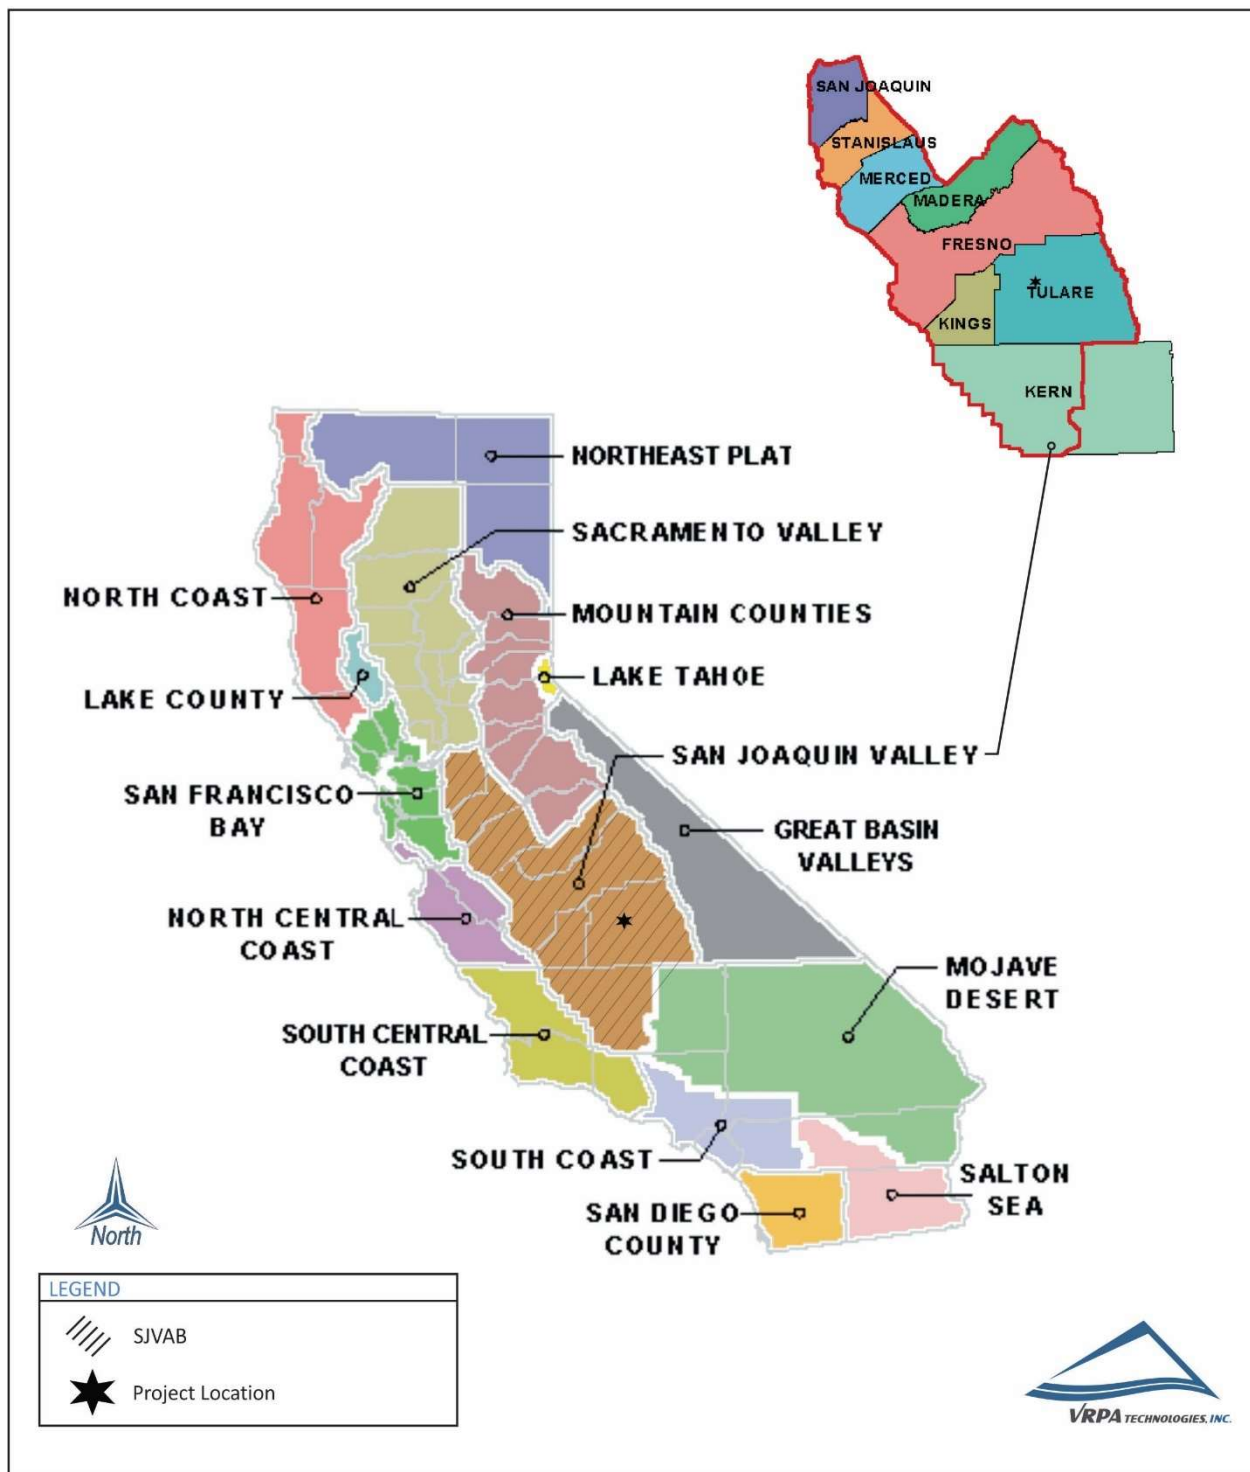 SAN JOAQUIN
STANISLAUS
MERCED
MADERA
FRESNO
TULARE
KINGS
KERN
NORTHEAST PLAT
SACRAMENTO VALLEY
NORTH COAST
MOUNTAIN COUNTIES
LAKE TAHOE
LAKE COUNTY
SAN JOAQUIN VALLEY
SAN FRANCISCO
BAY
GREAT BASIN
VALLEYS
NORTH CENTRAL
COAST
MOJAVE
DESERT
SOUTH CENTRAL
COAST
SOUTH COAST
SALTON
SEA
SAN DIEGO
COUNTY
North
LEGEND
SJVAB
Project Location
VRPA TECHNOLOGIES, INC.